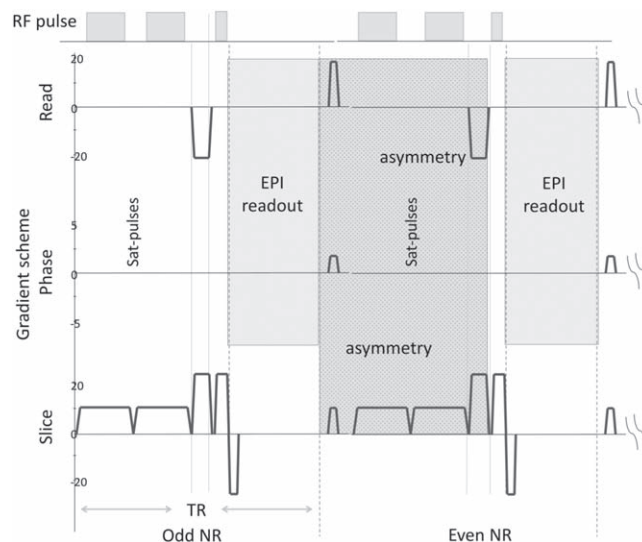 RF pulse
20
Read
0
-20
asymmetry
EPI
readout
EPI
readout
Sat-pulses
Sat-pulses
Gradient scheme
5
Phase
0
-5
asymmetry
20
Slice
0
-20
TR
Odd NR
Even NR